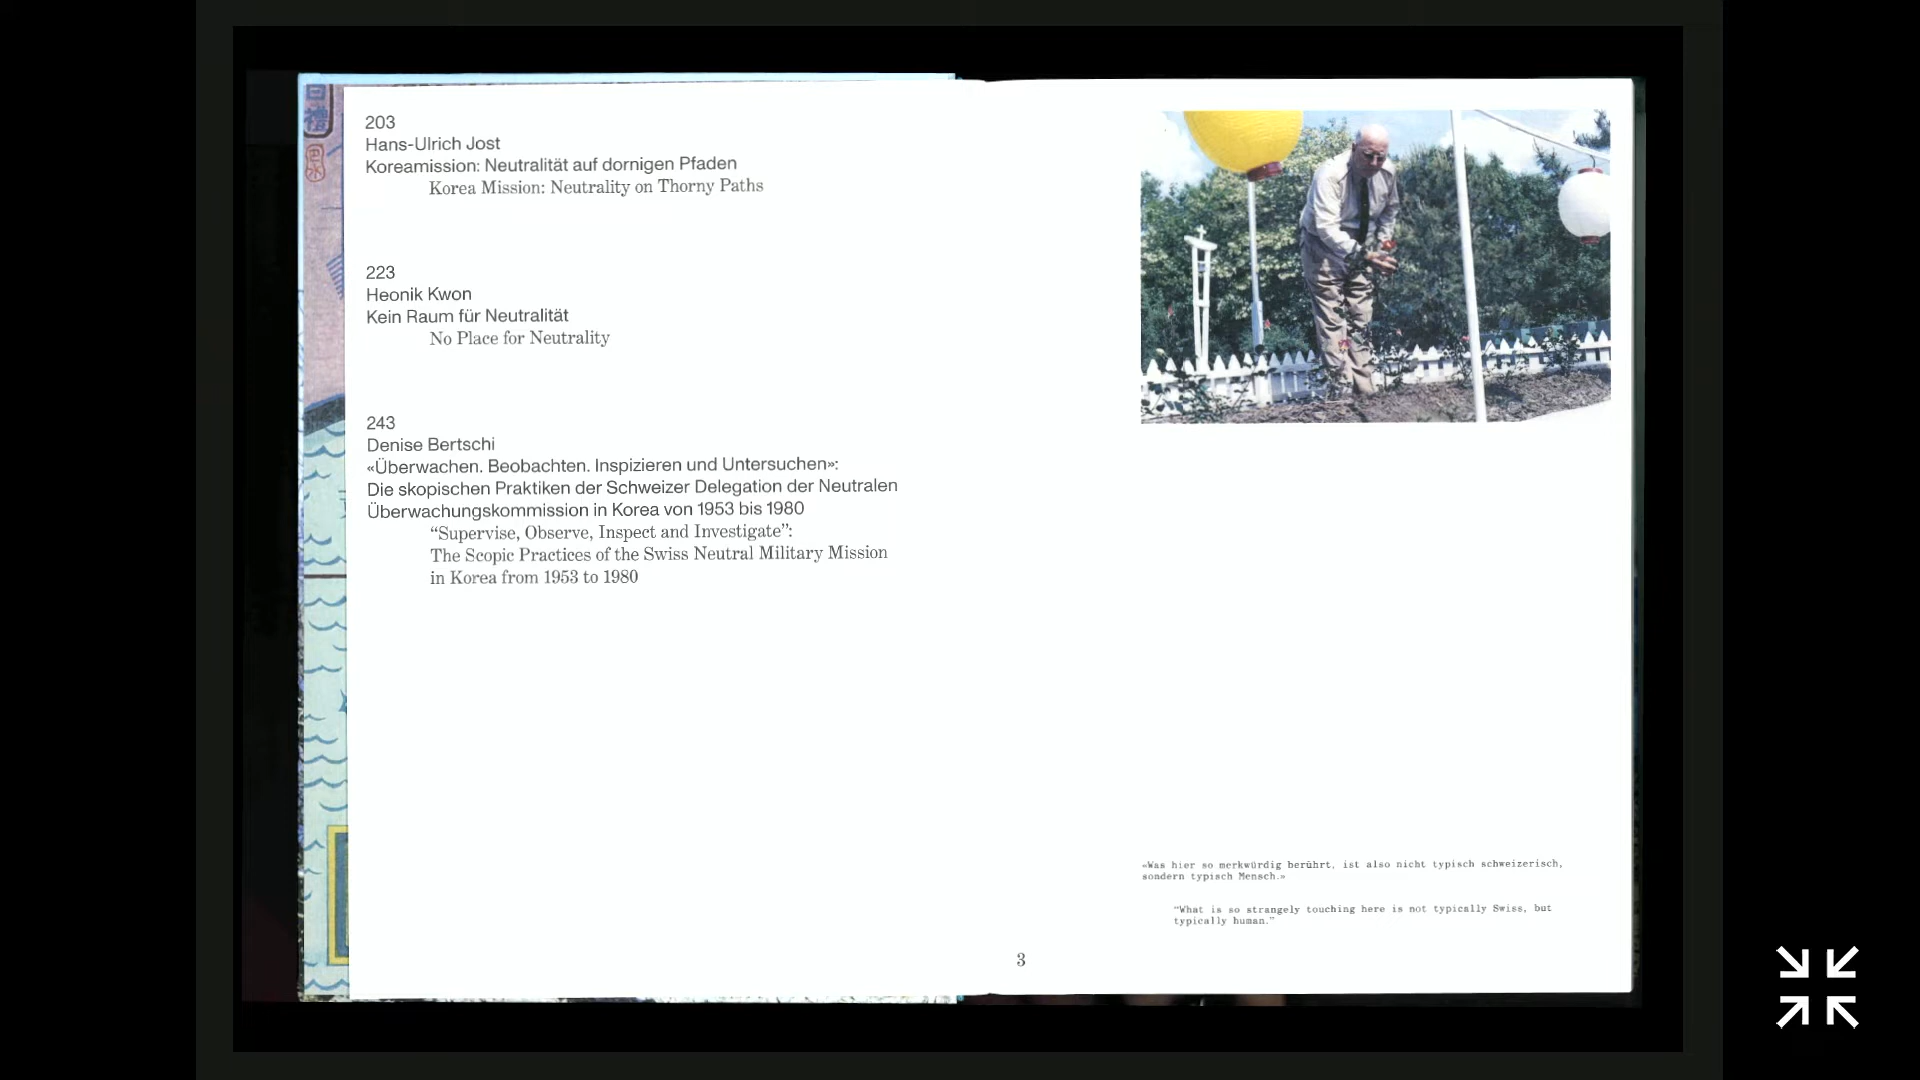 203
Hans-Ulrich Jost
Koreamission: Neutralität auf dornigen Pfaden
Korea Mission: Neutrality on Thorny Paths
223
Heonik Kwon
Kein Raum für Neutralität
No Place for Neutrality
243
Denise Bertschi
«Überwachen. Beobachten. Inspizieren und Untersuchen»:
Die skopischen Praktiken der Schweizer Delegation der Neutralen
Überwachungskommission in Korea von 1953 bis 1980
“Supervise, Observe, Inspect and Investigate”:
The Scopic Practices of the Swiss Neutral Military Mission
in Korea from 1953 to 1980
«Was hier so merkwürdig berührt, ist also nicht typisch schweizerisch,
sondern typisch Mensch.»
“What is so strangely touching here is not typically Swiss, but
typically human.”
3